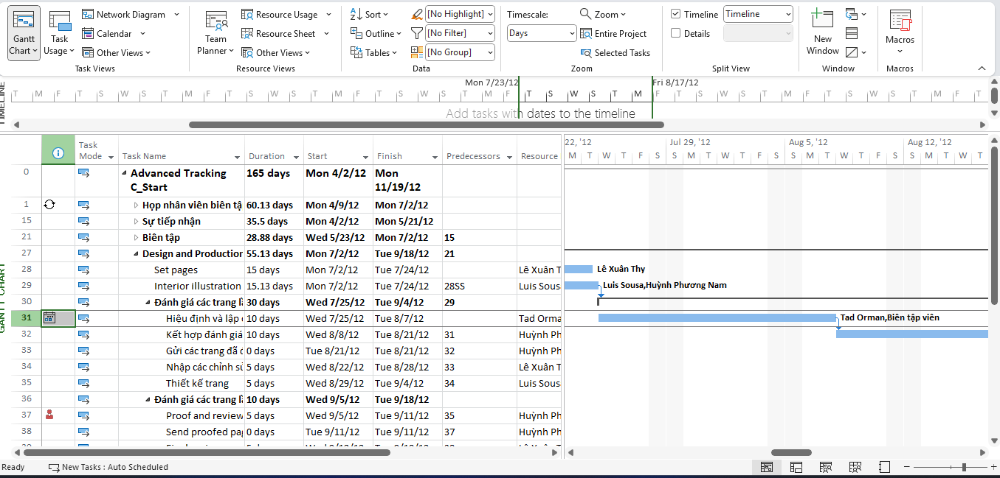 Gantt Chart
Task Usage
Network Diagram
Calendar
Other Views
Task Views
Team Planner
Resource Usage
Resource Sheet
Other Views
Resource Views
Sort
Outline
Tables
[No Highlight]
[No Filter]
[No Group]
Data
Timescale:
Days
Zoom
Entire Project
Selected Tasks
Zoom
Timeline
Timeline
Details
Split View
New Window
Window
Macros
Macros
TIMELINE
Mon 7/23/12
Fri 8/17/12
T M F T S W S T M F T S W S T M F T S W S T M F T S W S T M F T S W S T M F T S W S T M F T
Add tasks with dates to the timeline
GANTT CHART
Task Mode
Task Name
Duration
Start
Finish
Predecessors
Resource
0 Advanced Tracking C_Start 165 days Mon 4/2/12 Mon 11/19/12
1 Họp nhân viên biên tậ 60.13 days Mon 4/9/12 Mon 7/2/12
15 Sự tiếp nhận 35.5 days Mon 4/2/12 Mon 5/21/12
21 Biên tập 28.88 days Wed 5/23/12 Mon 7/2/12 15
27 Design and Production 55.13 days Mon 7/2/12 Tue 9/18/12 21
28 Set pages 15 days Mon 7/2/12 Tue 7/24/12 Lê Xuân T
29 Interior illustration 15.13 days Mon 7/2/12 Tue 7/24/12 28SS Luis Sous
30 Đánh giá các trang 30 days Wed 7/25/12 Tue 9/4/12 29
31 Hiệu định và lập 10 days Wed 7/25/12 Tue 8/7/12 Tad Orma
32 Kết hợp đánh giá 10 days Wed 8/8/12 Tue 8/21/12 31 Huỳnh Ph
33 Gửi các trang đã 0 days Tue 8/21/12 Tue 8/21/12 32 Huỳnh Ph
34 Nhập các chỉnh sử 5 days Wed 8/22/12 Tue 8/28/12 33 Lê Xuân T
35 Thiết kế trang 5 days Wed 8/29/12 Tue 9/4/12 34 Luis Sous
36 Đánh giá các trang 10 days Wed 9/5/12 Tue 9/18/12
37 Proof and review 5 days Wed 9/5/12 Tue 9/11/12 35 Huỳnh Ph
38 Send proofed pag 0 days Tue 9/11/12 Tue 9/11/12 37 Huỳnh Ph
22, '12 Jul 29, '12 Aug 5, '12 Aug 12, '12
M T W T F S S M T W T F S S M T W T F S S M T W T
Lê Xuân Thy
Luis Sousa,Huỳnh Phương Nam
Tad Orman,Biên tập viên
Ready
New Tasks : Auto Scheduled